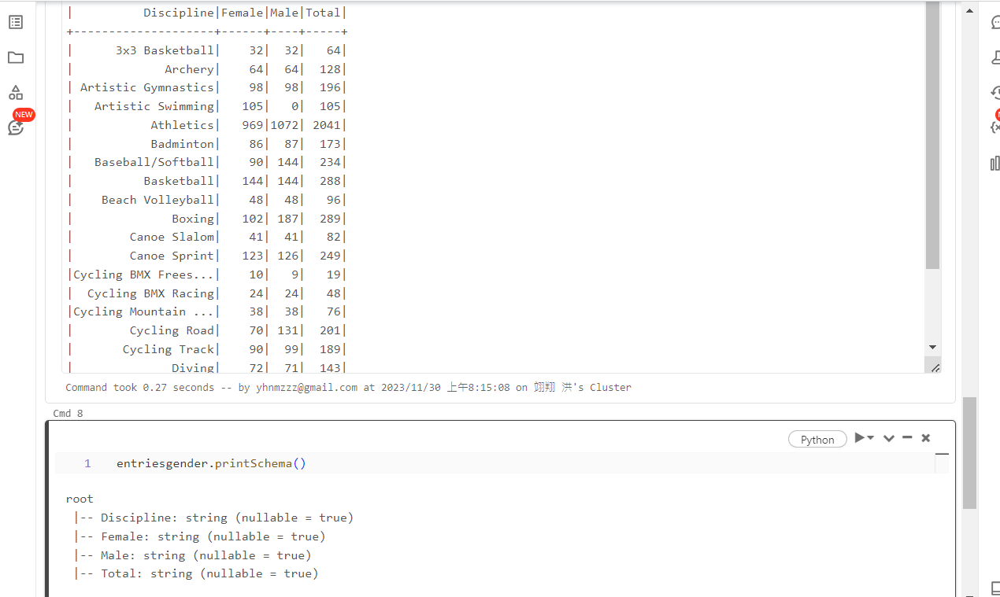 |          Discipline|Female|Male|Total|
+--------------------+------+----+-----+
|      3x3 Basketball|    32|  32|   64|
|             Archery|    64|  64|  128|
| Artistic Gymnastics|    98|  98|  196|
|   Artistic Swimming|   105|   0|  105|
|           Athletics|   969|1072| 2041|
|           Badminton|    86|  87|  173|
|   Baseball/Softball|    90| 144|  234|
|          Basketball|   144| 144|  288|
|    Beach Volleyball|    48|  48|   96|
|              Boxing|   102| 187|  289|
|        Canoe Slalom|    41|  41|   82|
|        Canoe Sprint|   123| 126|  249|
|Cycling BMX Frees...|    10|   9|   19|
|  Cycling BMX Racing|    24|  24|   48|
|Cycling Mountain ...|    38|  38|   76|
|        Cycling Road|    70| 131|  201|
|       Cycling Track|    90|  99|  189|
|              Diving|    72|  71|  143|
NEW
Command took 0.27 seconds -- by yhnmzzz@gmail.com at 2023/11/30 上午8:15:08 on 翊翔 洪's Cluster
Cmd 8
Python
1 entriesgender.printSchema()
root
 |-- Discipline: string (nullable = true)
 |-- Female: string (nullable = true)
 |-- Male: string (nullable = true)
 |-- Total: string (nullable = true)